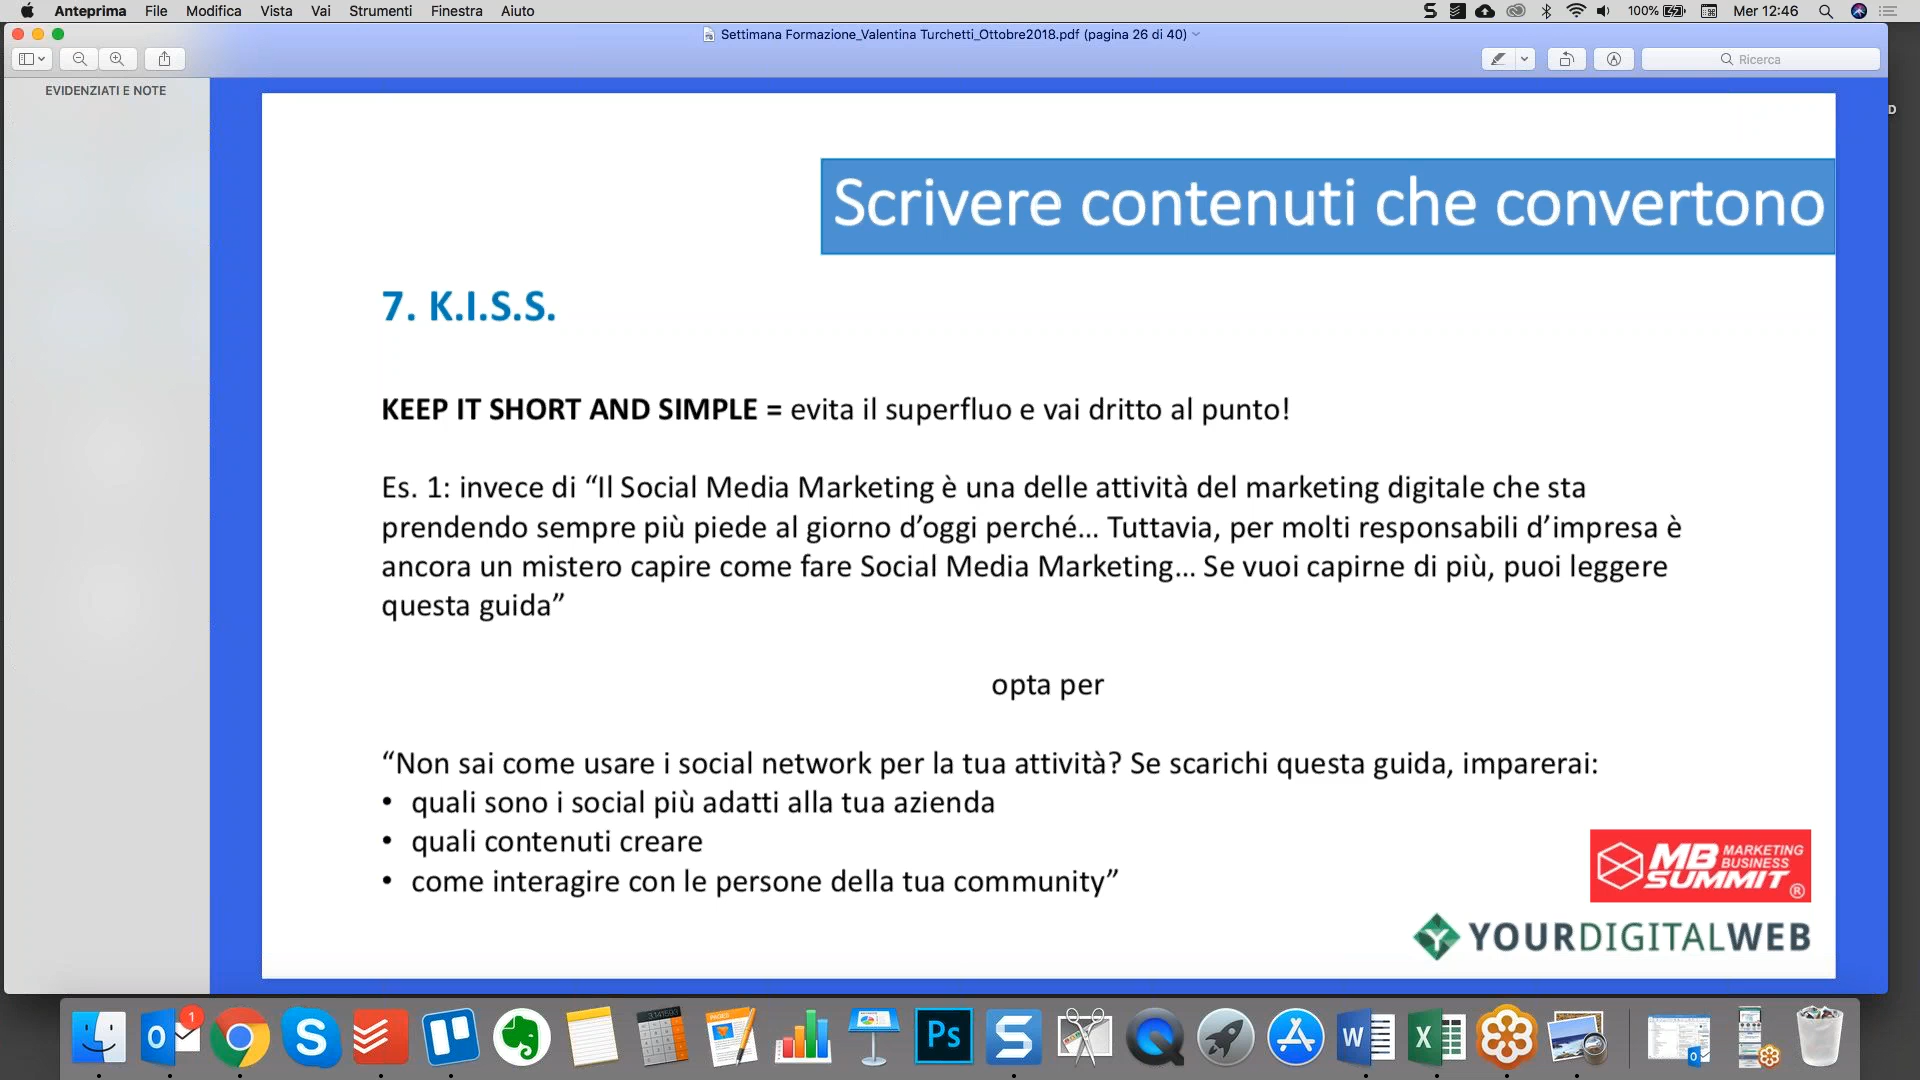 Anteprima File Modifica Vista Vai Strumenti Finestra Aiuto 100% Mer 12:46
Settimana Formazione_Valentina Turchetti_Ottobre2018.pdf (pagina 26 di 40)
Ricerca
EVIDENZIATI E NOTE
Scrivere contenuti che convertono
7. K.I.S.S.
KEEP IT SHORT AND SIMPLE = evita il superfluo e vai dritto al punto!
Es. 1: invece di “Il Social Media Marketing è una delle attività del marketing digitale che sta
prendendo sempre più piede al giorno d’oggi perché... Tuttavia, per molti responsabili d’impresa è
ancora un mistero capire come fare Social Media Marketing... Se vuoi capirne di più, puoi leggere
questa guida”
opta per
“Non sai come usare i social network per la tua attività? Se scarichi questa guida, imparerai:
• quali sono i social più adatti alla tua azienda
• quali contenuti creare
• come interagire con le persone della tua community”
MB MARKETING
BUSINESS
SUMMIT®
YOURDIGITALWEB
1
PAGES
Ps